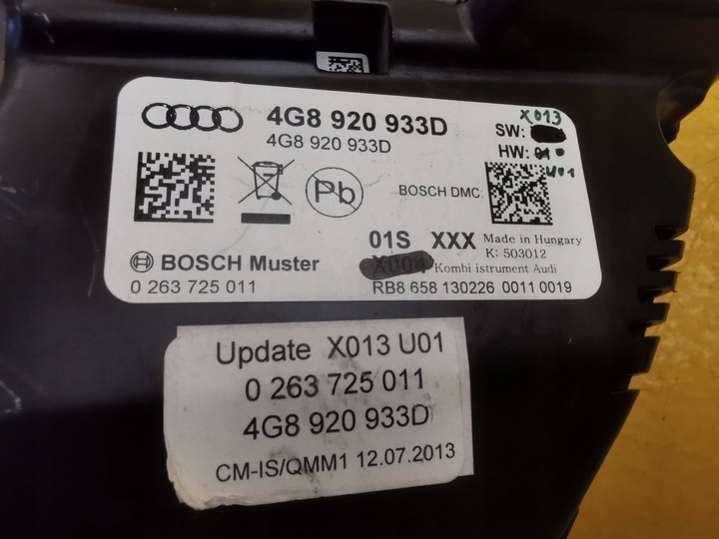 4G8 920 933D
4G8 920 933D
X013
SW:
HW:
U01
Pb
BOSCH DMC
01S XXX
Made in Hungary
K: 503012
X004 Kombi istrument Audi
BOSCH Muster
0 263 725 011
RB8 658 130226 0011 0019
Update X013 U01
0 263 725 011
4G8 920 933D
CM-IS/QMM1 12.07.2013